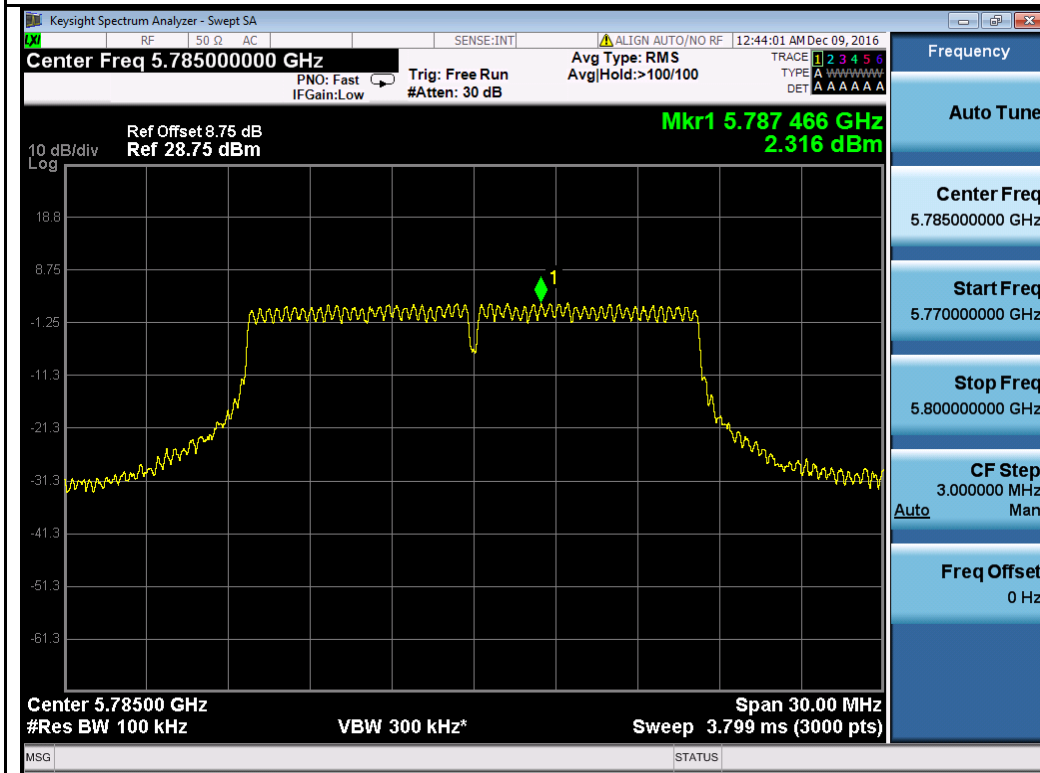 Keysight Spectrum Analyzer - Swept SA
LXI RF 50 Ω AC SENSE:INT ALIGN AUTO/NO RF 12:44:01 AM Dec 09, 2016
Center Freq 5.785000000 GHz
PNO: Fast
IFGain:Low
Trig: Free Run
#Atten: 30 dB
Avg Type: RMS
Avg|Hold:>100/100
TRACE 1 2 3 4 5 6
TYPE A WWWWW
DET A A A A A A
Mkr1 5.787 466 GHz
2.316 dBm
Ref Offset 8.75 dB
10 dB/div Ref 28.75 dBm
Log
1
18.8
8.75
-1.25
-11.3
-21.3
-31.3
-41.3
-51.3
-61.3
Center 5.78500 GHz Span 30.00 MHz
#Res BW 100 kHz VBW 300 kHz* Sweep 3.799 ms (3000 pts)
MSG STATUS
Frequency
Auto Tune
Center Freq
5.785000000 GHz
Start Freq
5.770000000 GHz
Stop Freq
5.800000000 GHz
CF Step
3.000000 MHz
Auto Man
Freq Offset
0 Hz